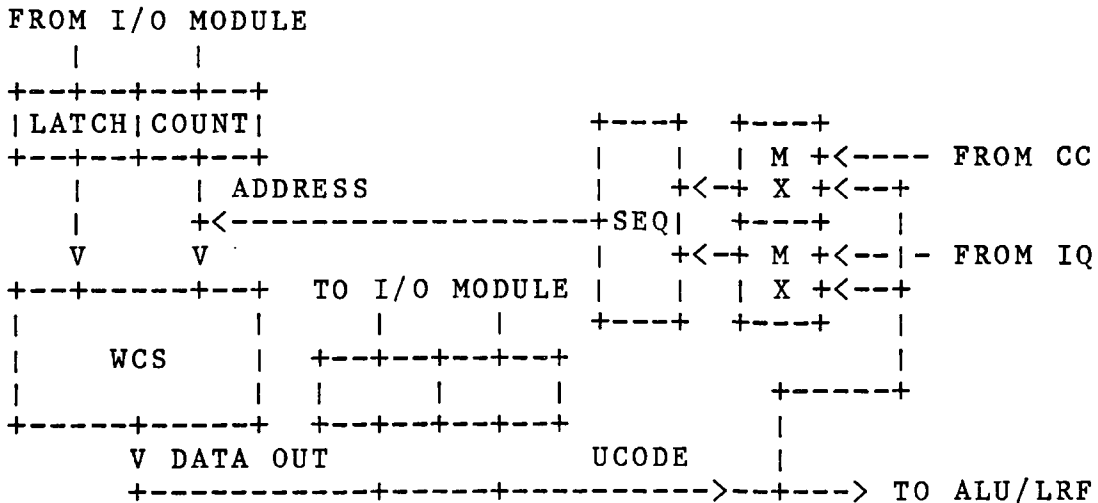 FROM I/O MODULE
LATCH COUNT
M FROM CC
ADDRESS X
SEQ
V V M FROM IQ
TO I/O MODULE X
WCS
V DATA OUT UCODE
TO ALU/LRF